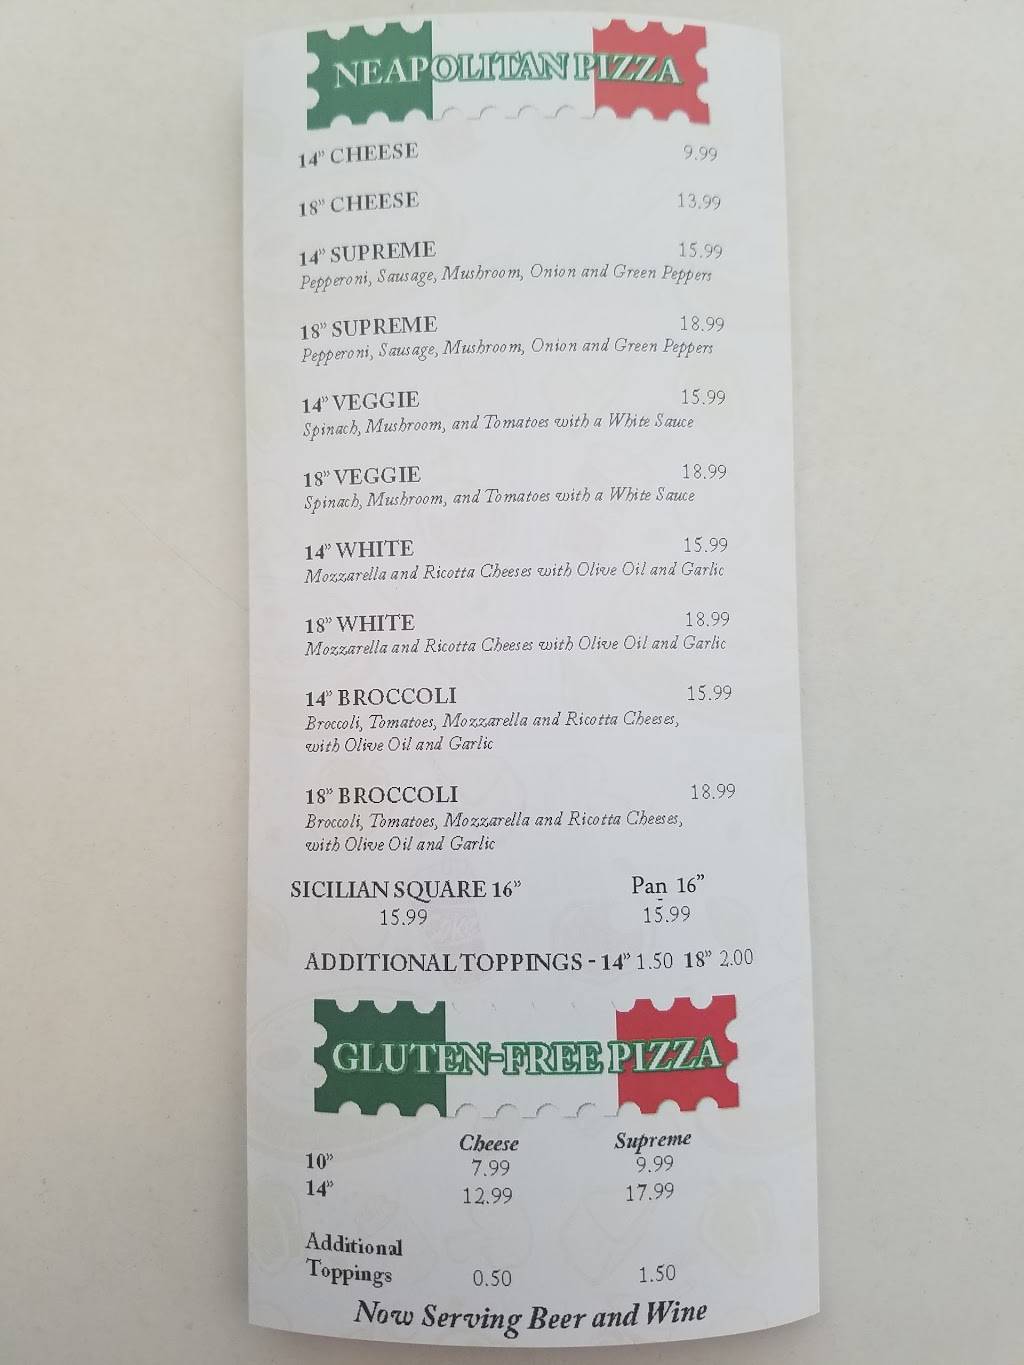 NEAPOLITAN PIZZA
14" CHEESE 9.99
18" CHEESE 13.99
14" SUPREME 15.99
Pepperoni, Sausage, Mushroom, Onion and Green Peppers
18" SUPREME 18.99
Pepperoni, Sausage, Mushroom, Onion and Green Peppers
14" VEGGIE 15.99
Spinach, Mushroom, and Tomatoes with a White Sauce
18" VEGGIE 18.99
Spinach, Mushroom, and Tomatoes with a White Sauce
14" WHITE 15.99
Mozzarella and Ricotta Cheeses with Olive Oil and Garlic
18" WHITE 18.99
Mozzarella and Ricotta Cheeses with Olive Oil and Garlic
14" BROCCOLI 15.99
Broccoli, Tomatoes, Mozzarella and Ricotta Cheeses,
with Olive Oil and Garlic
18" BROCCOLI 18.99
Broccoli, Tomatoes, Mozzarella and Ricotta Cheeses,
with Olive Oil and Garlic
SICILIAN SQUARE 16" Pan 16"
15.99 15.99
ADDITIONAL TOPPINGS - 14" 1.50 18" 2.00
GLUTEN-FREE PIZZA
Cheese Supreme
10" 7.99 9.99
14" 12.99 17.99
Additional
Toppings 0.50 1.50
Now Serving Beer and Wine